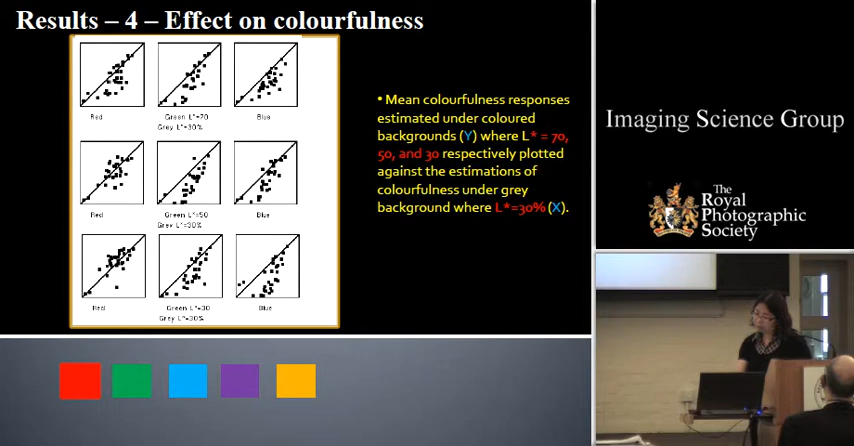 Results – 4 – Effect on colourfulness
Red
Green L*=70
Grey L*=30%
Blue
Red
Green L*=50
Grey L*=30%
Blue
Red
Green L*=30
Grey L*=30%
Blue
• Mean colourfulness responses
estimated under coloured
backgrounds (Y) where L* = 70,
50, and 30 respectively plotted
against the estimations of
colourfulness under grey
background where L*=30% (X).
Imaging Science Group
The
Royal
Photographic
Society